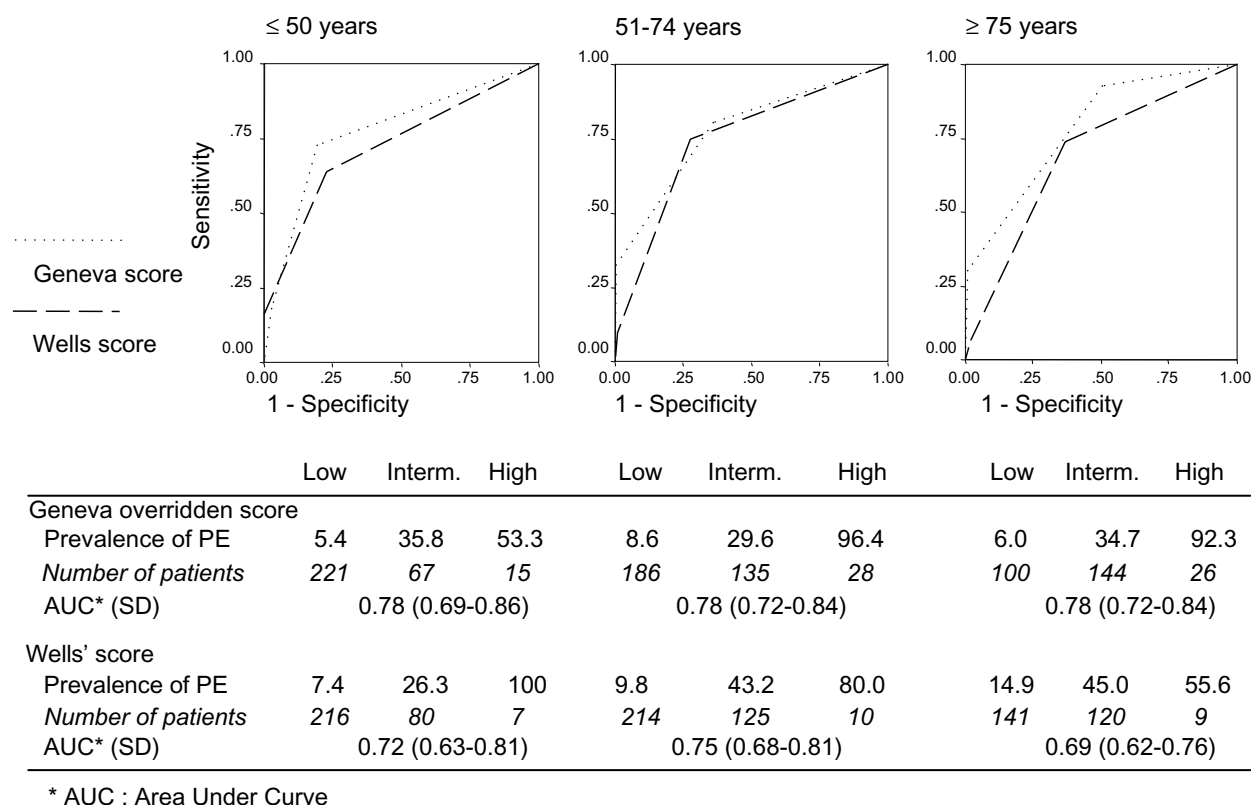 ≤ 50 years
51-74 years
≥ 75 years
1.00
.75
.50
.25
0.00
Sensitivity
0.00 .25 .50 .75 1.00
1 - Specificity
1.00
.75
.50
.25
0.00
0.00 .25 .50 .75 1.00
1 - Specificity
1.00
.75
.50
.25
0.00
0.00 .25 .50 .75 1.00
1 - Specificity
Geneva score
Wells score
Low Interm. High Low Interm. High Low Interm. High
Geneva overridden score
Prevalence of PE 5.4 35.8 53.3 8.6 29.6 96.4 6.0 34.7 92.3
Number of patients 221 67 15 186 135 28 100 144 26
AUC* (SD) 0.78 (0.69-0.86) 0.78 (0.72-0.84) 0.78 (0.72-0.84)
Wells' score
Prevalence of PE 7.4 26.3 100 9.8 43.2 80.0 14.9 45.0 55.6
Number of patients 216 80 7 214 125 10 141 120 9
AUC* (SD) 0.72 (0.63-0.81) 0.75 (0.68-0.81) 0.69 (0.62-0.76)
* AUC : Area Under Curve